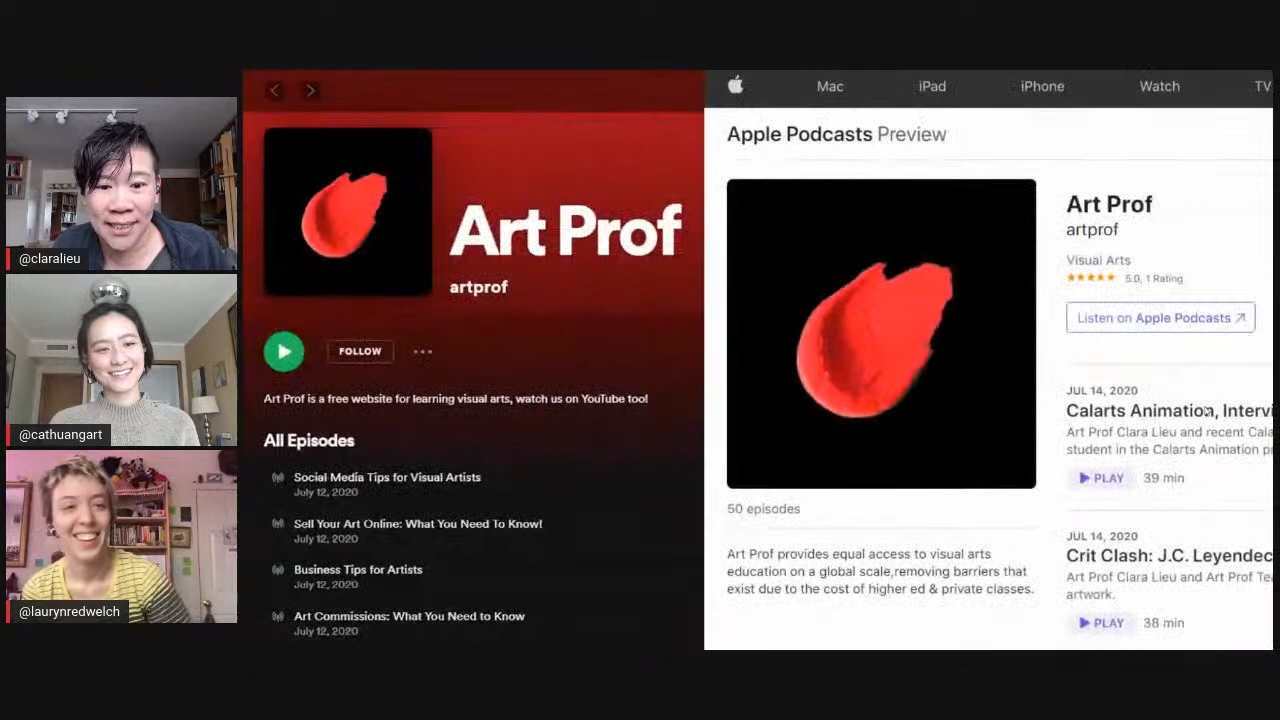 @claralieu
@cathuangart
@laurynredwelch
Art Prof
artprof
FOLLOW
Art Prof is a free website for learning visual arts, watch us on YouTube too!
All Episodes
Social Media Tips for Visual Artists
July 12, 2020
Sell Your Art Online: What You Need To Know!
July 12, 2020
Business Tips for Artists
July 12, 2020
Art Commissions: What You Need to Know
July 12, 2020
Mac iPad iPhone Watch TV
Apple Podcasts Preview
Art Prof
artprof
Visual Arts
★★★★★ 5.0, 1 Rating
Listen on Apple Podcasts ↗
JUL 14, 2020
Calarts Animation, Intervi
Art Prof Clara Lieu and recent Cala
student in the Calarts Animation pr
PLAY 39 min
50 episodes
JUL 14, 2020
Crit Clash: J.C. Leyendec
Art Prof Clara Lieu and Art Prof Te
artwork.
PLAY 38 min
Art Prof provides equal access to visual arts
education on a global scale,removing barriers that
exist due to the cost of higher ed & private classes.